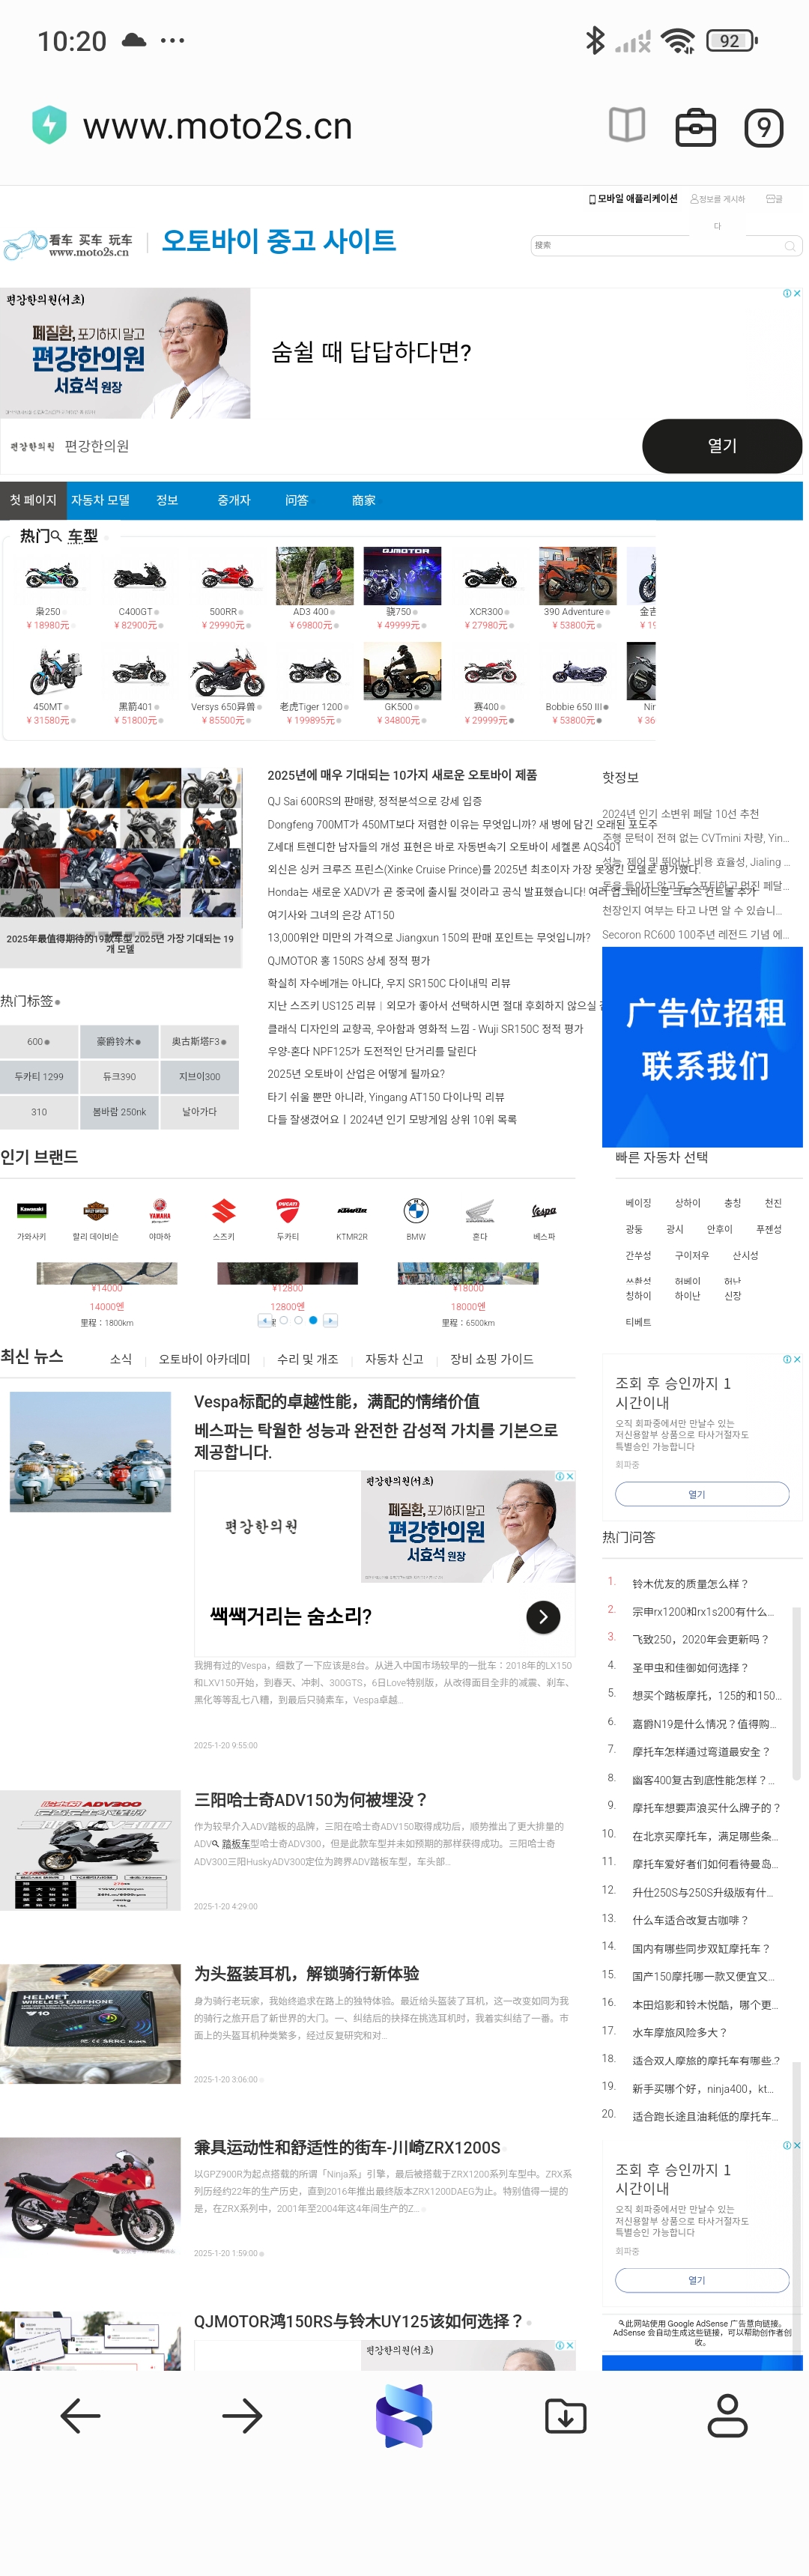 10:20
92
www.moto2s.cn
9
모바일 애플리케이션
정보를 게시하다
글
看车 买车 玩车
www.moto2s.cn
오토바이 중고 사이트
搜索
편강한의원(서초)
폐질환, 포기하지 말고
편강한의원
서효석 원장
숨쉴 때 답답하다면?
편강한의원 편강한의원
열기
첫 페이지 자동차 모델 정보 중개자 问答 商家
热门 车型
枭250 C400GT 500RR AD3 400 骁750 XCR300 390 Adventure 金吉
¥ 18980元 ¥ 82900元 ¥ 29990元 ¥ 69800元 ¥ 49999元 ¥ 27980元 ¥ 53800元 ¥ 19
450MT 黑箭401 Versys 650异兽 老虎Tiger 1200 GK500 赛400 Bobbie 650 III Nin
¥ 31580元 ¥ 51800元 ¥ 85500元 ¥ 199895元 ¥ 34800元 ¥ 29999元 ¥ 53800元 ¥ 36
2025年最值得期待的19款车型 2025년 가장 기대되는 19
개 모델
热门标签
600 豪爵铃木 奥古斯塔F3
두카티 1299 듀크390 지브이300
310 봄바람 250nk 날아가다
2025년에 매우 기대되는 10가지 새로운 오토바이 제품
QJ Sai 600RS의 판매량, 정적분석으로 강세 입증
Dongfeng 700MT가 450MT보다 저렴한 이유는 무엇입니까? 새 병에 담긴 오래된 포도주
Z세대 트렌디한 남자들의 개성 표현은 바로 자동변속기 오토바이 세켈론 AQS401
외신은 싱커 크루즈 프린스(Xinke Cruise Prince)를 2025년 최초이자 가장 못생긴 모델로 평가했다.
Honda는 새로운 XADV가 곧 중국에 출시될 것이라고 공식 발표했습니다! 여러 업그레이드로 크루즈 컨트롤 추가
여기사와 그녀의 은강 AT150
13,000위안 미만의 가격으로 Jiangxun 150의 판매 포인트는 무엇입니까?
QJMOTOR 홍 150RS 상세 정적 평가
확실히 자수베개는 아니다, 우지 SR150C 다이내믹 리뷰
지난 스즈키 US125 리뷰｜외모가 좋아서 선택하시면 절대 후회하지 않으실
클래식 디자인의 교향곡, 우아함과 영화적 느낌 - Wuji SR150C 정적 평가
우양-혼다 NPF125가 도전적인 단거리를 달린다
2025년 오토바이 산업은 어떻게 될까요?
타기 쉬울 뿐만 아니라, Yingang AT150 다이나믹 리뷰
다들 잘생겼어요丨2024년 인기 모방게임 상위 10위 목록
핫정보
2024년 인기 소변위 페달 10선 추천
주행 문턱이 전혀 없는 CVTmini 차량, Yin...
성능, 제어 및 뛰어난 비용 효율성, Jialing ...
돈을 들이지 않고도 스포티하고 멋진 페달...
천장인지 여부는 타고 나면 알 수 있습니...
Secoron RC600 100주년 레전드 기념 에...
广告位招租
联系我们
인기 브랜드
Kawasaki YAMAHA DUCATI KTMR2R BMW HONDA Vespa
가와사키 할리 데이비슨 야마하 스즈키 두카티 KTMR2R BMW 혼다 베스파
¥14000 ¥12800 ¥18000
14000엔 12800엔 18000엔
里程：1800km 里程：6500km
빠른 자동차 선택
베이징 상하이 충칭 천진
광둥 광시 안후이 푸젠성
간쑤성 구이저우 산시성
쓰촨성 허베이 허난
칭하이 하이난 신장
티베트
최신 뉴스 소식 오토바이 아카데미 수리 및 개조 자동차 신고 장비 쇼핑 가이드
Vespa标配的卓越性能，满配的情绪价值
베스파는 탁월한 성능과 완전한 감성적 가치를 기본으로
제공합니다.
편강한의원
편강한의원(서초)
폐질환, 포기하지 말고
편강한의원
서효석 원장
쌕쌕거리는 숨소리?
我拥有过的Vespa，细数了一下应该是8台。从进入中国市场较早的一批车：2018年的LX150
和LXV150开始，到春天、冲刺、300GTS，6日Love特别版，从改得面目全非的减震、刹车、
黑化等等乱七八糟，到最后只骑素车，Vespa卓越...
2025-1-20 9:55:00
三阳哈士奇ADV150为何被埋没？
作为较早介入ADV踏板的品牌，三阳在哈士奇ADV150取得成功后，顺势推出了更大排量的
ADV 踏板车型哈士奇ADV300，但是此款车型并未如预期的那样获得成功。三阳哈士奇
ADV300三阳HuskyADV300定位为跨界ADV踏板车型，车头部...
2025-1-20 4:29:00
ADV300
HELMET
WIRELESS EARPHONE
V10
为头盔装耳机，解锁骑行新体验
身为骑行老玩家，我始终追求在路上的独特体验。最近给头盔装了耳机，这一改变如同为我
的骑行之旅开启了新世界的大门。一、纠结后的抉择在挑选耳机时，我着实纠结了一番。市
面上的头盔耳机种类繁多，经过反复研究和对...
2025-1-20 3:06:00
兼具运动性和舒适性的街车-川崎ZRX1200S
以GPZ900R为起点搭载的所谓「Ninja系」引擎，最后被搭载于ZRX1200系列车型中。ZRX系
列历经约22年的生产历史，直到2016年推出最终版本ZRX1200DAEG为止。特别值得一提的
是，在ZRX系列中，2001年至2004年这4年间生产的Z...
2025-1-20 1:59:00
QJMOTOR鸿150RS与铃木UY125该如何选择？
편강한의원(서초)
조회 후 승인까지 1
시간이내
오직 회파중에서만 만날수 있는
저신용할부 상품으로 타사거절자도
특별승인 가능합니다
회파중
열기
热门问答
1. 铃木优友的质量怎么样？
2. 宗申rx1200和rx1s200有什么...
3. 飞致250，2020年会更新吗？
4. 圣甲虫和佳御如何选择？
5. 想买个踏板摩托，125的和150...
6. 嘉爵N19是什么情况？值得购...
7. 摩托车怎样通过弯道最安全？
8. 幽客400复古到底性能怎样？...
9. 摩托车想要声浪买什么牌子的？
10. 在北京买摩托车，满足哪些条...
11. 摩托车爱好者们如何看待曼岛...
12. 升仕250S与250S升级版有什...
13. 什么车适合改复古咖啡？
14. 国内有哪些同步双缸摩托车？
15. 国产150摩托哪一款又便宜又...
16. 本田焰影和铃木悦酷，哪个更...
17. 水车摩旅风险多大？
18. 适合双人摩旅的摩托车有哪些？
19. 新手买哪个好，ninja400，kt...
20. 适合跑长途且油耗低的摩托车...
조회 후 승인까지 1
시간이내
오직 회파중에서만 만날수 있는
저신용할부 상품으로 타사거절자도
특별승인 가능합니다
회파중
열기
此网站使用 Google AdSense 广告意向链接。
AdSense 会自动生成这些链接，可以帮助创作者创
收。